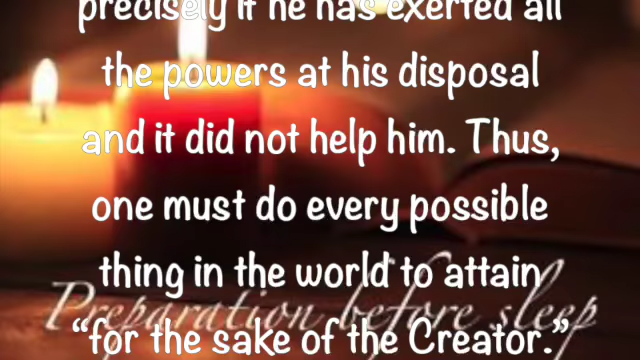 precisely if he has exerted all
the powers at his disposal
and it did not help him. Thus,
one must do every possible
thing in the world to attain
Preparation before sleep
“for the sake of the Creator.”